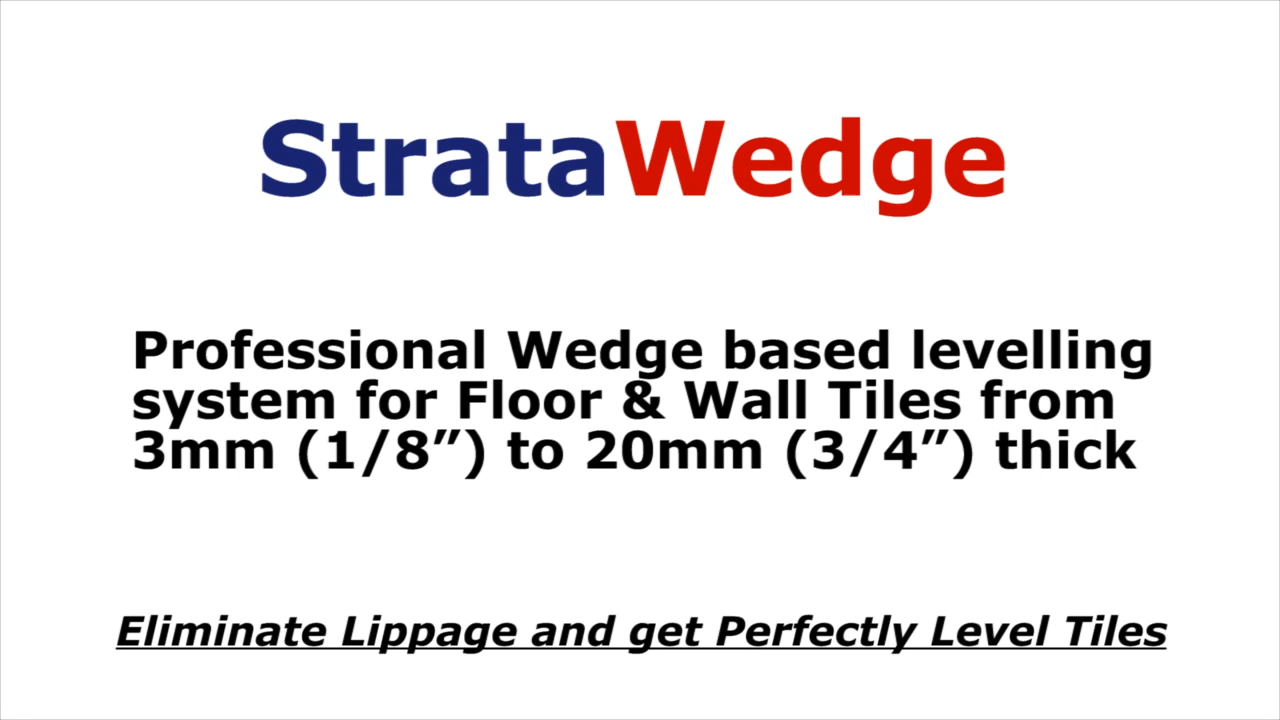 StrataWedge
Professional Wedge based levelling
system for Floor & Wall Tiles from
3mm (1/8″) to 20mm (3/4″) thick
Eliminate Lippage and get Perfectly Level Tiles